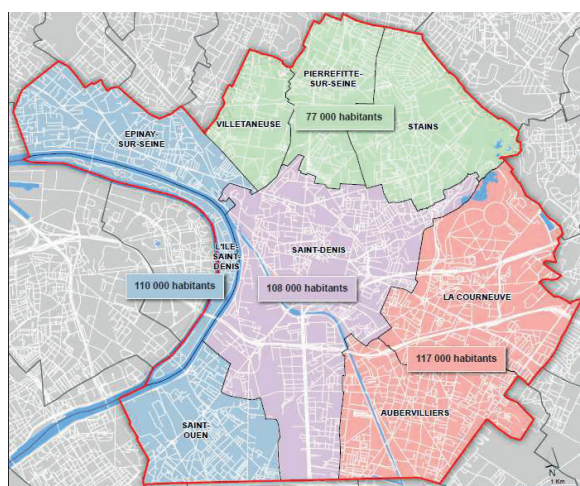 PIERREFITTE-
SUR-SEINE
77 000 habitants
VILLETANEUSE
STAINS
EPINAY-
SUR-SEINE
L'ILE-
SAINT-
DENIS
SAINT-DENIS
110 000 habitants
108 000 habitants
LA COURNEUVE
117 000 habitants
AUBERVILLIERS
SAINT-
OUEN
N
1 Km